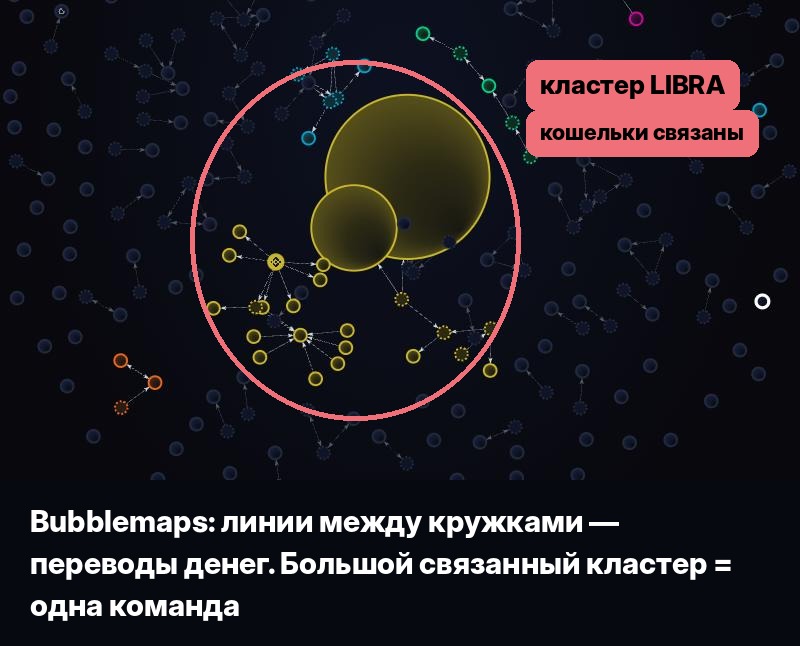 кластер LIBRA
кошельки связаны
Bubblemaps: линии между кружками —
переводы денег. Большой связанный кластер =
одна команда